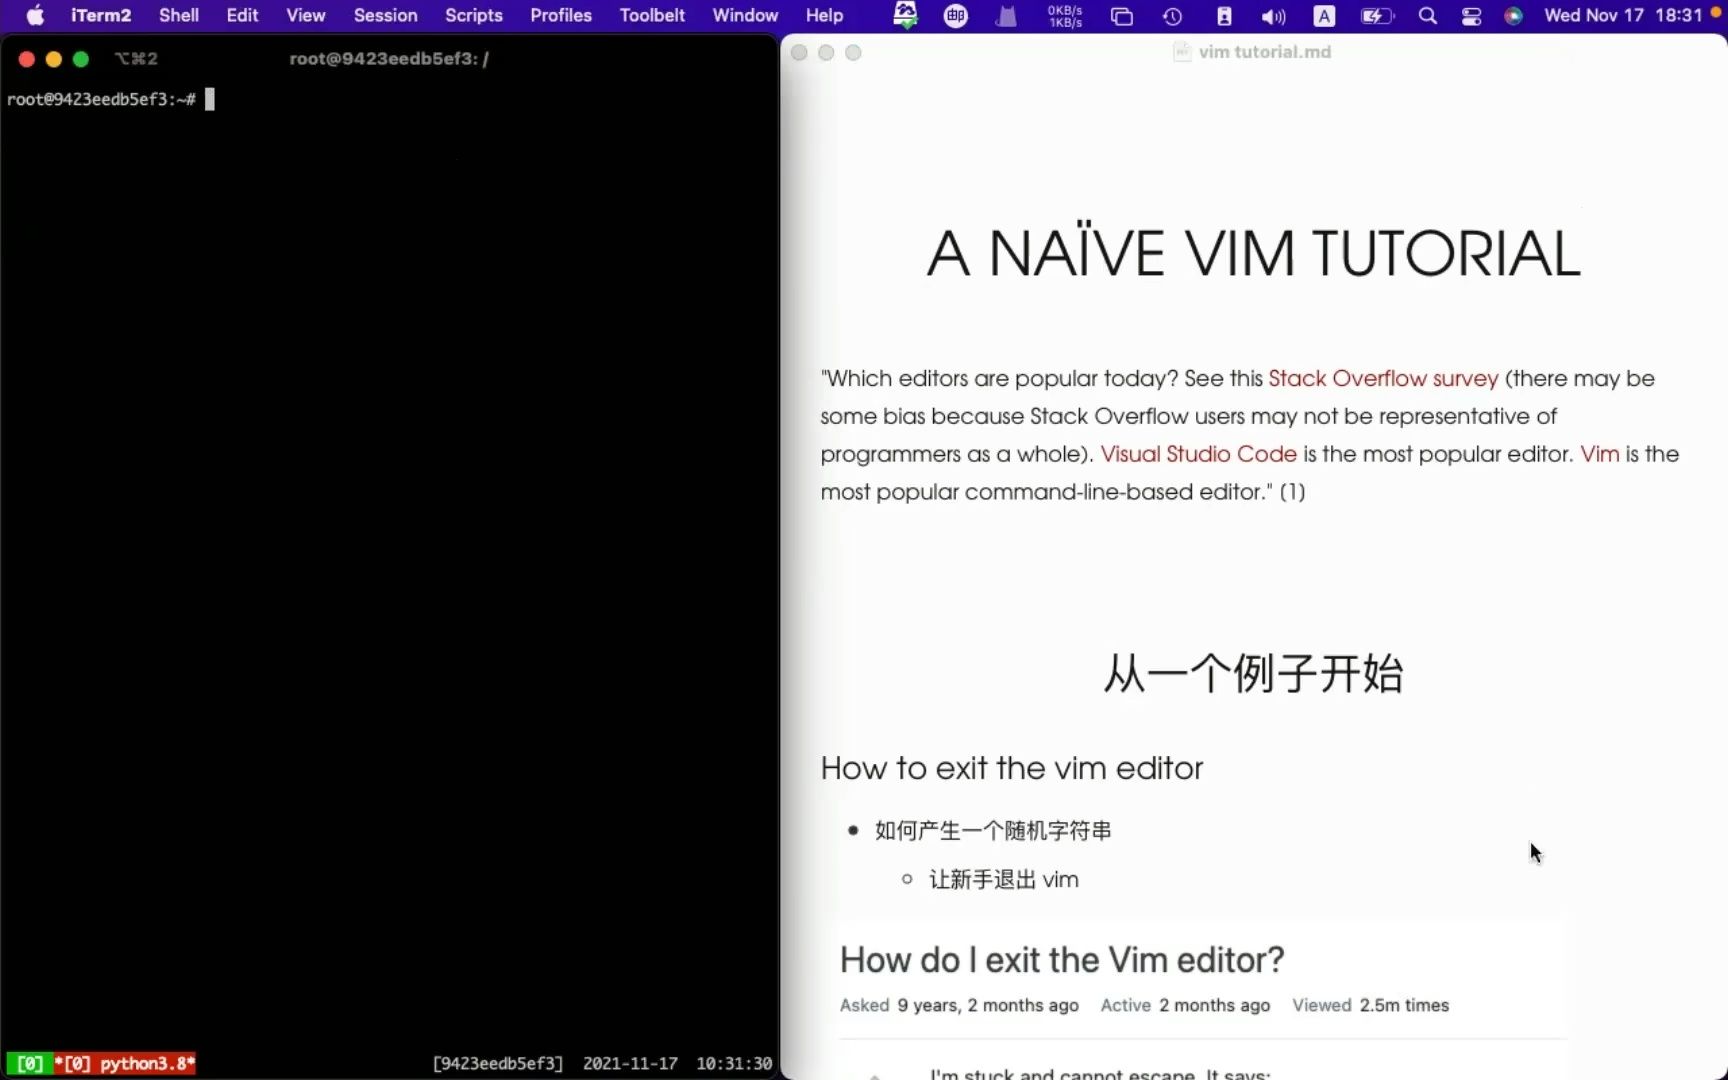 iTerm2 Shell Edit View Session Scripts Profiles Toolbelt Window Help 0KB/s 1KB/s A Wed Nov 17 18:31
⌥⌘2 root@9423eedb5ef3: /
root@9423eedb5ef3:~#
vim tutorial.md
A NAÏVE VIM TUTORIAL
"Which editors are popular today? See this Stack Overflow survey (there may be
some bias because Stack Overflow users may not be representative of
programmers as a whole). Visual Studio Code is the most popular editor. Vim is the
most popular command-line-based editor." (1)
从一个例子开始
How to exit the vim editor
如何产生一个随机字符串
让新手退出 vim
How do I exit the Vim editor?
Asked 9 years, 2 months ago Active 2 months ago Viewed 2.5m times
I'm stuck and cannot escape. It says:
[0] *[0] python3.8* [9423eedb5ef3] 2021-11-17 10:31:30